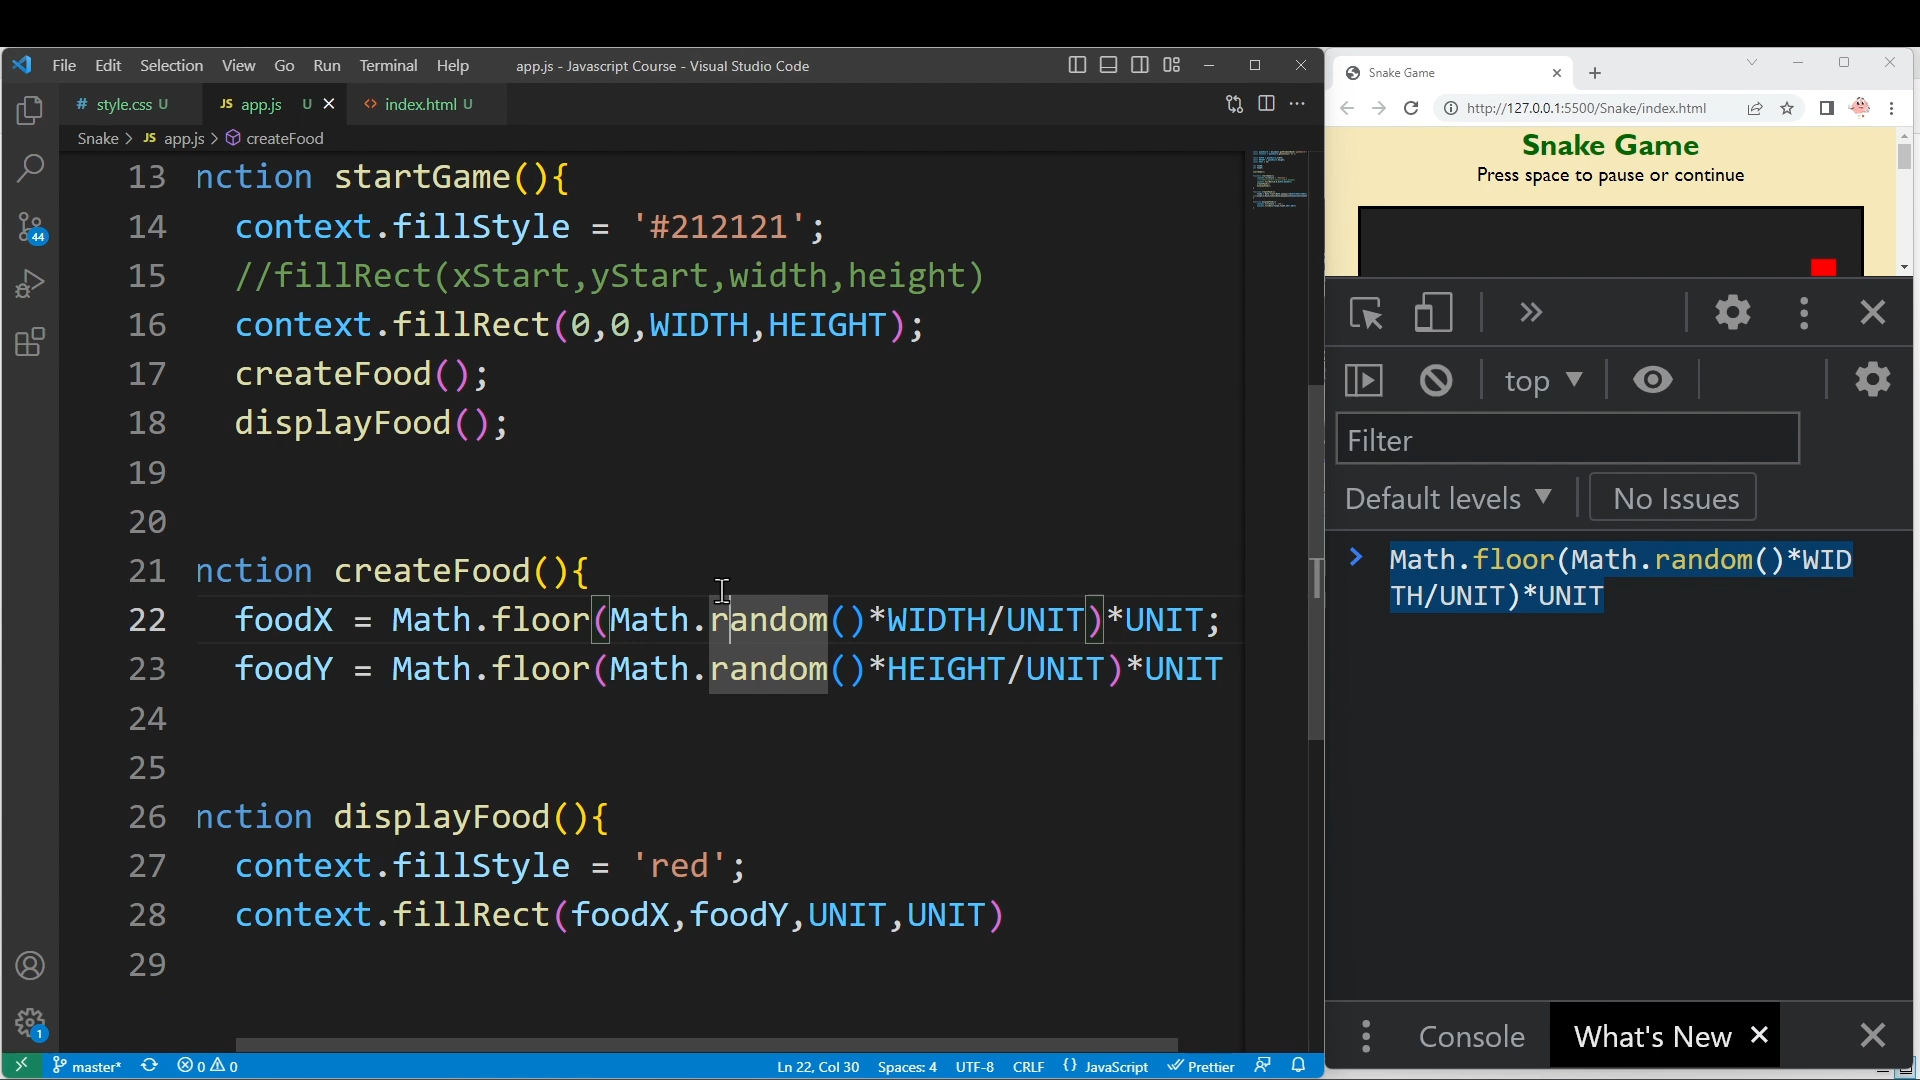 File Edit Selection View Go Run Terminal Help app.js - Javascript Course - Visual Studio Code
# style.css U JS app.js U <> index.html U
Snake > JS app.js > createFood
13 nction startGame(){
14 context.fillStyle = '#212121';
15 //fillRect(xStart,yStart,width,height)
16 context.fillRect(0,0,WIDTH,HEIGHT);
17 createFood();
18 displayFood();
19
20
21 nction createFood(){
22 foodX = Math.floor(Math.random()*WIDTH/UNIT)*UNIT;
23 foodY = Math.floor(Math.random()*HEIGHT/UNIT)*UNIT
24
25
26 nction displayFood(){
27 context.fillStyle = 'red';
28 context.fillRect(foodX,foodY,UNIT,UNIT)
29
44
1
master* 0 0 Ln 22, Col 30 Spaces: 4 UTF-8 CRLF {} JavaScript Prettier
Snake Game
http://127.0.0.1:5500/Snake/index.html
Snake Game
Press space to pause or continue
top
Filter
Default levels No Issues
> Math.floor(Math.random()*WID
TH/UNIT)*UNIT
Console What's New